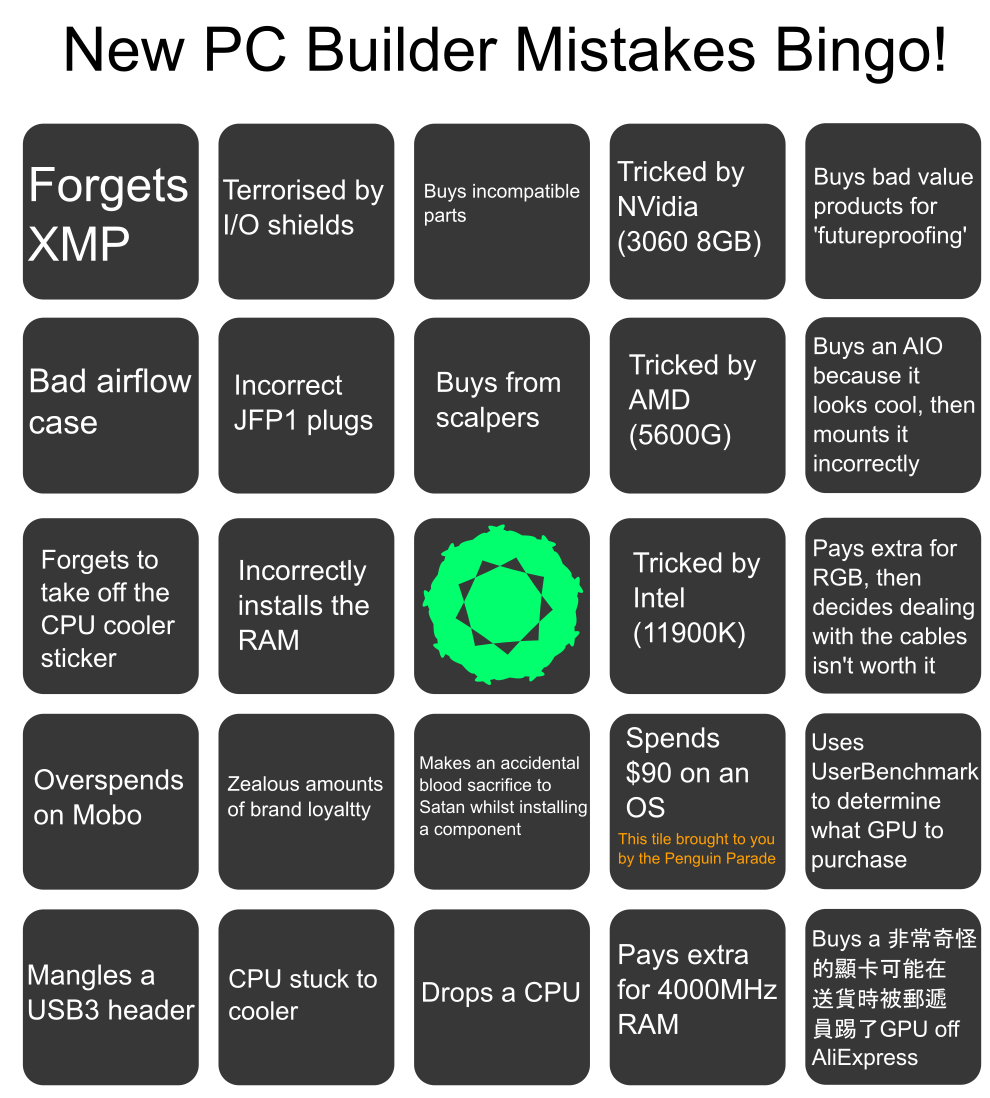 New PC Builder Mistakes Bingo!
Forgets
XMP
Terrorised by
I/O shields
Buys incompatible
parts
Tricked by
NVidia
(3060 8GB)
Buys bad value
products for
'futureproofing'
Bad airflow
case
Incorrect
JFP1 plugs
Buys from
scalpers
Tricked by
AMD
(5600G)
Buys an AIO
because it
looks cool, then
mounts it
incorrectly
Forgets to
take off the
CPU cooler
sticker
Incorrectly
installs the
RAM
Tricked by
Intel
(11900K)
Pays extra for
RGB, then
decides dealing
with the cables
isn't worth it
Overspends
on Mobo
Zealous amounts
of brand loyaltty
Makes an accidental
blood sacrifice to
Satan whilst installing
a component
Spends
$90 on an
OS
This tile brought to you
by the Penguin Parade
Uses
UserBenchmark
to determine
what GPU to
purchase
Mangles a
USB3 header
CPU stuck to
cooler
Drops a CPU
Pays extra
for 4000MHz
RAM
Buys a 非常奇怪
的顯卡可能在
送貨時被郵遞
員踢了GPU off
AliExpress